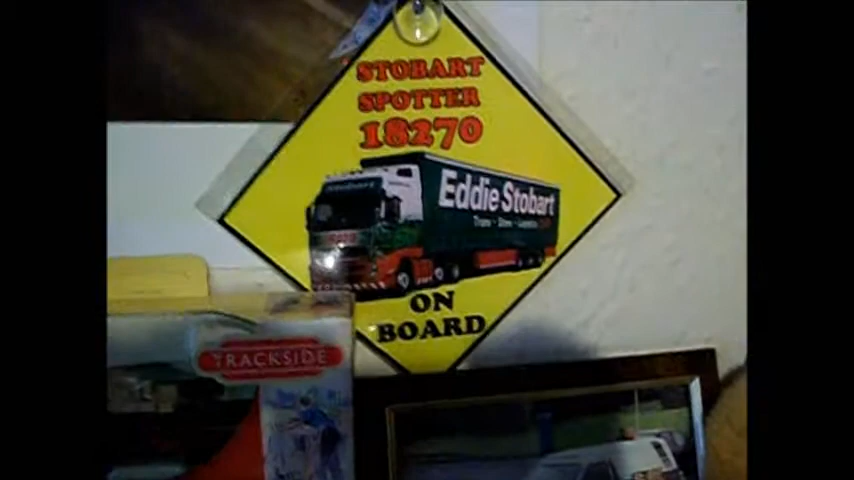 STOBART
SPOTTER
18270
Eddie Stobart
ON
BOARD
TRACKSIDE